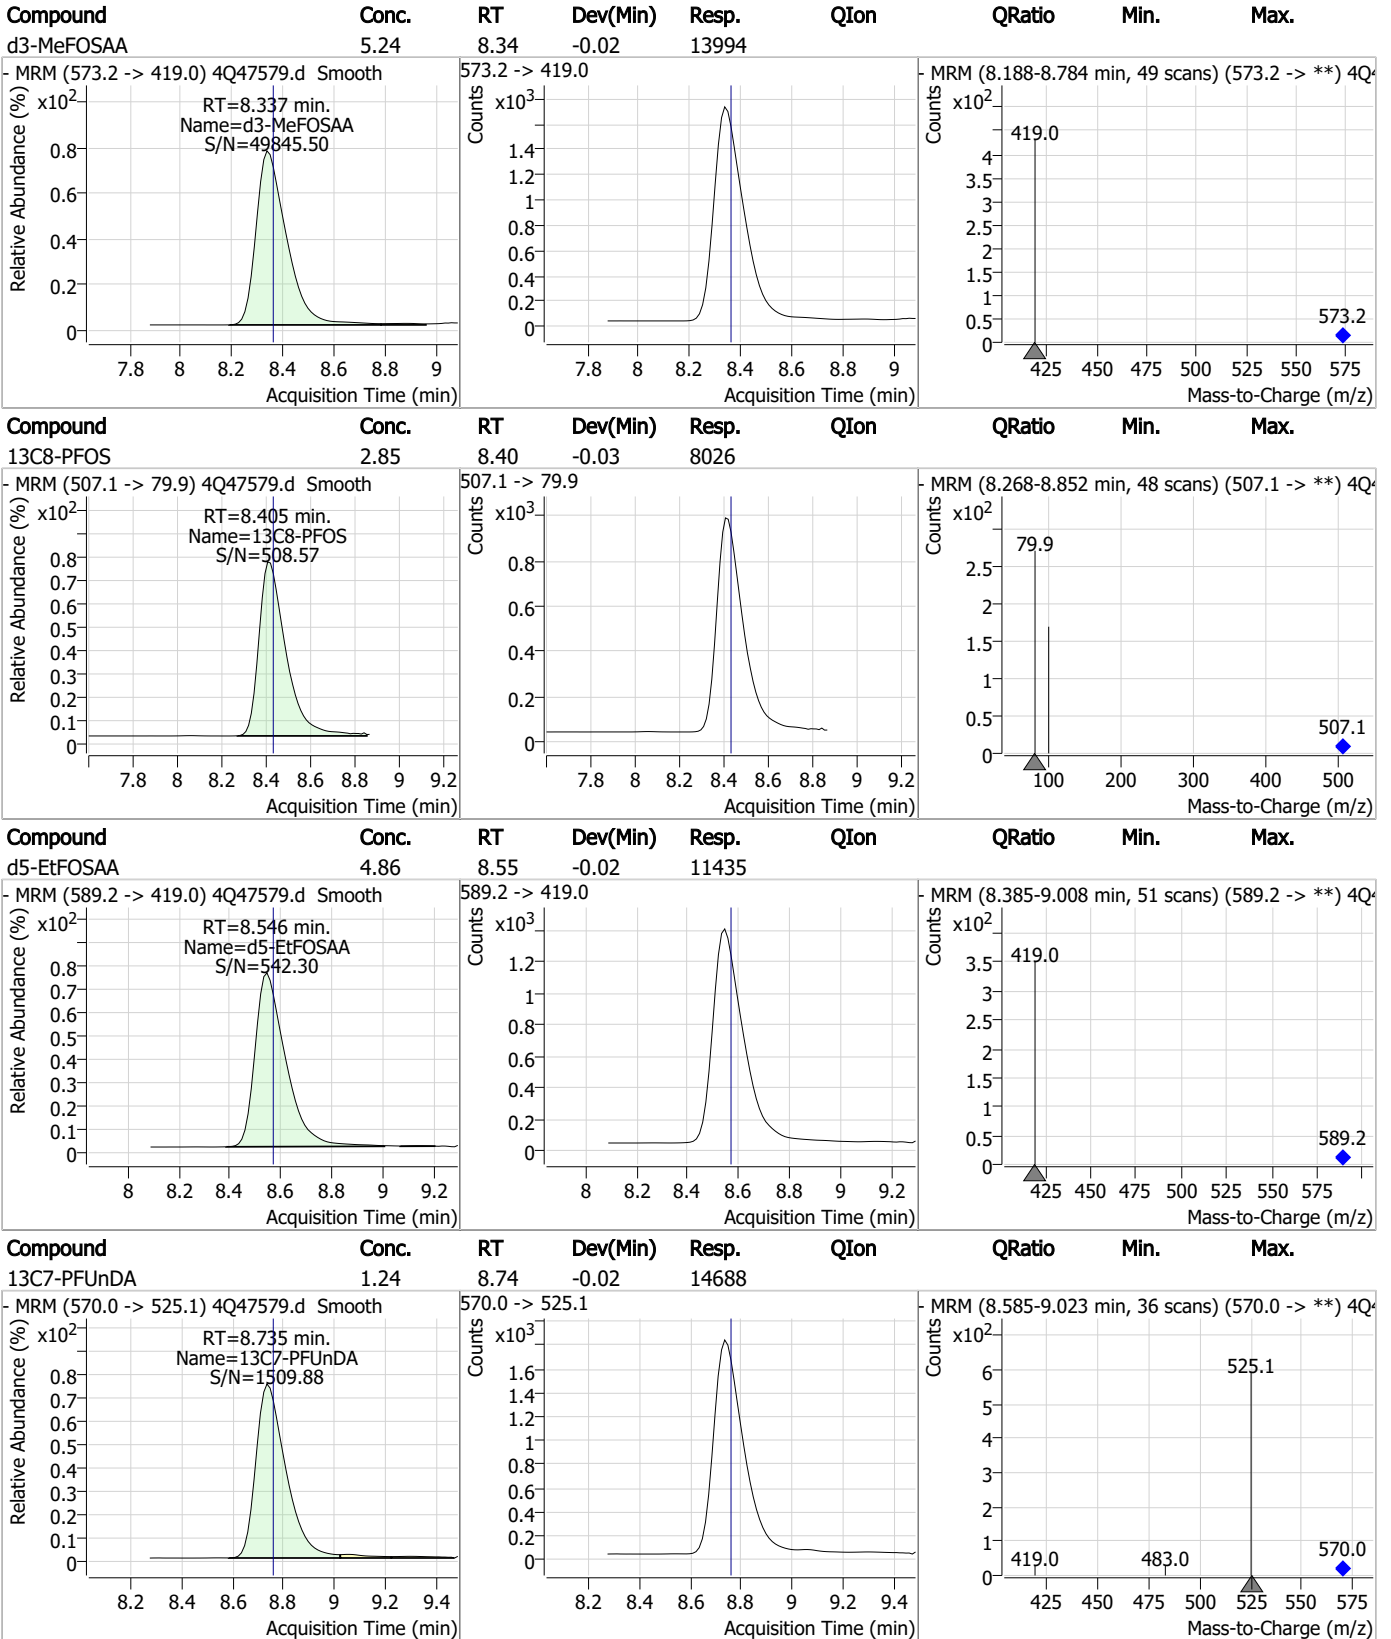 Compound Conc. RT Dev(Min) Resp. QIon QRatio Min. Max.
d3-MeFOSAA 5.24 8.34 -0.02 13994
- MRM (573.2 -> 419.0) 4Q47579.d Smooth
573.2 -> 419.0
- MRM (8.188-8.784 min, 49 scans) (573.2 -> **) 4Q4
Relative Abundance (%)
x10²
RT=8.337 min.
Name=d3-MeFOSAA
S/N=49845.50
0.8
0.6
0.4
0.2
0
7.8 8 8.2 8.4 8.6 8.8 9
Acquisition Time (min)
Counts
x10³
1.4
1.2
1
0.8
0.6
0.4
0.2
0
7.8 8 8.2 8.4 8.6 8.8 9
Acquisition Time (min)
Counts
x10²
419.0
4
3.5
3
2.5
2
1.5
1
0.5
0
573.2
425 450 475 500 525 550 575
Mass-to-Charge (m/z)
Compound Conc. RT Dev(Min) Resp. QIon QRatio Min. Max.
13C8-PFOS 2.85 8.40 -0.03 8026
- MRM (507.1 -> 79.9) 4Q47579.d Smooth
507.1 -> 79.9
- MRM (8.268-8.852 min, 48 scans) (507.1 -> **) 4Q4
Relative Abundance (%)
x10²
RT=8.405 min.
Name=13C8-PFOS
S/N=508.57
0.8
0.7
0.6
0.5
0.4
0.3
0.2
0.1
0
7.8 8 8.2 8.4 8.6 8.8 9 9.2
Acquisition Time (min)
Counts
x10³
0.8
0.6
0.4
0.2
0
7.8 8 8.2 8.4 8.6 8.8 9 9.2
Acquisition Time (min)
Counts
x10²
79.9
2.5
2
1.5
1
0.5
0
507.1
100 200 300 400 500
Mass-to-Charge (m/z)
Compound Conc. RT Dev(Min) Resp. QIon QRatio Min. Max.
d5-EtFOSAA 4.86 8.55 -0.02 11435
- MRM (589.2 -> 419.0) 4Q47579.d Smooth
589.2 -> 419.0
- MRM (8.385-9.008 min, 51 scans) (589.2 -> **) 4Q4
Relative Abundance (%)
x10²
RT=8.546 min.
Name=d5-EtFOSAA
S/N=542.30
0.8
0.7
0.6
0.5
0.4
0.3
0.2
0.1
0
8 8.2 8.4 8.6 8.8 9 9.2
Acquisition Time (min)
Counts
x10³
1.2
1
0.8
0.6
0.4
0.2
0
8 8.2 8.4 8.6 8.8 9 9.2
Acquisition Time (min)
Counts
x10²
419.0
3.5
3
2.5
2
1.5
1
0.5
0
589.2
425 450 475 500 525 550 575
Mass-to-Charge (m/z)
Compound Conc. RT Dev(Min) Resp. QIon QRatio Min. Max.
13C7-PFUnDA 1.24 8.74 -0.02 14688
- MRM (570.0 -> 525.1) 4Q47579.d Smooth
570.0 -> 525.1
- MRM (8.585-9.023 min, 36 scans) (570.0 -> **) 4Q4
Relative Abundance (%)
x10²
RT=8.735 min.
Name=13C7-PFUnDA
S/N=1509.88
0.8
0.7
0.6
0.5
0.4
0.3
0.2
0.1
0
8.2 8.4 8.6 8.8 9 9.2 9.4
Acquisition Time (min)
Counts
x10³
1.6
1.4
1.2
1
0.8
0.6
0.4
0.2
0
8.2 8.4 8.6 8.8 9 9.2 9.4
Acquisition Time (min)
Counts
x10²
525.1
6
5
4
3
2
1
0
419.0 483.0 570.0
425 450 475 500 525 550 575
Mass-to-Charge (m/z)